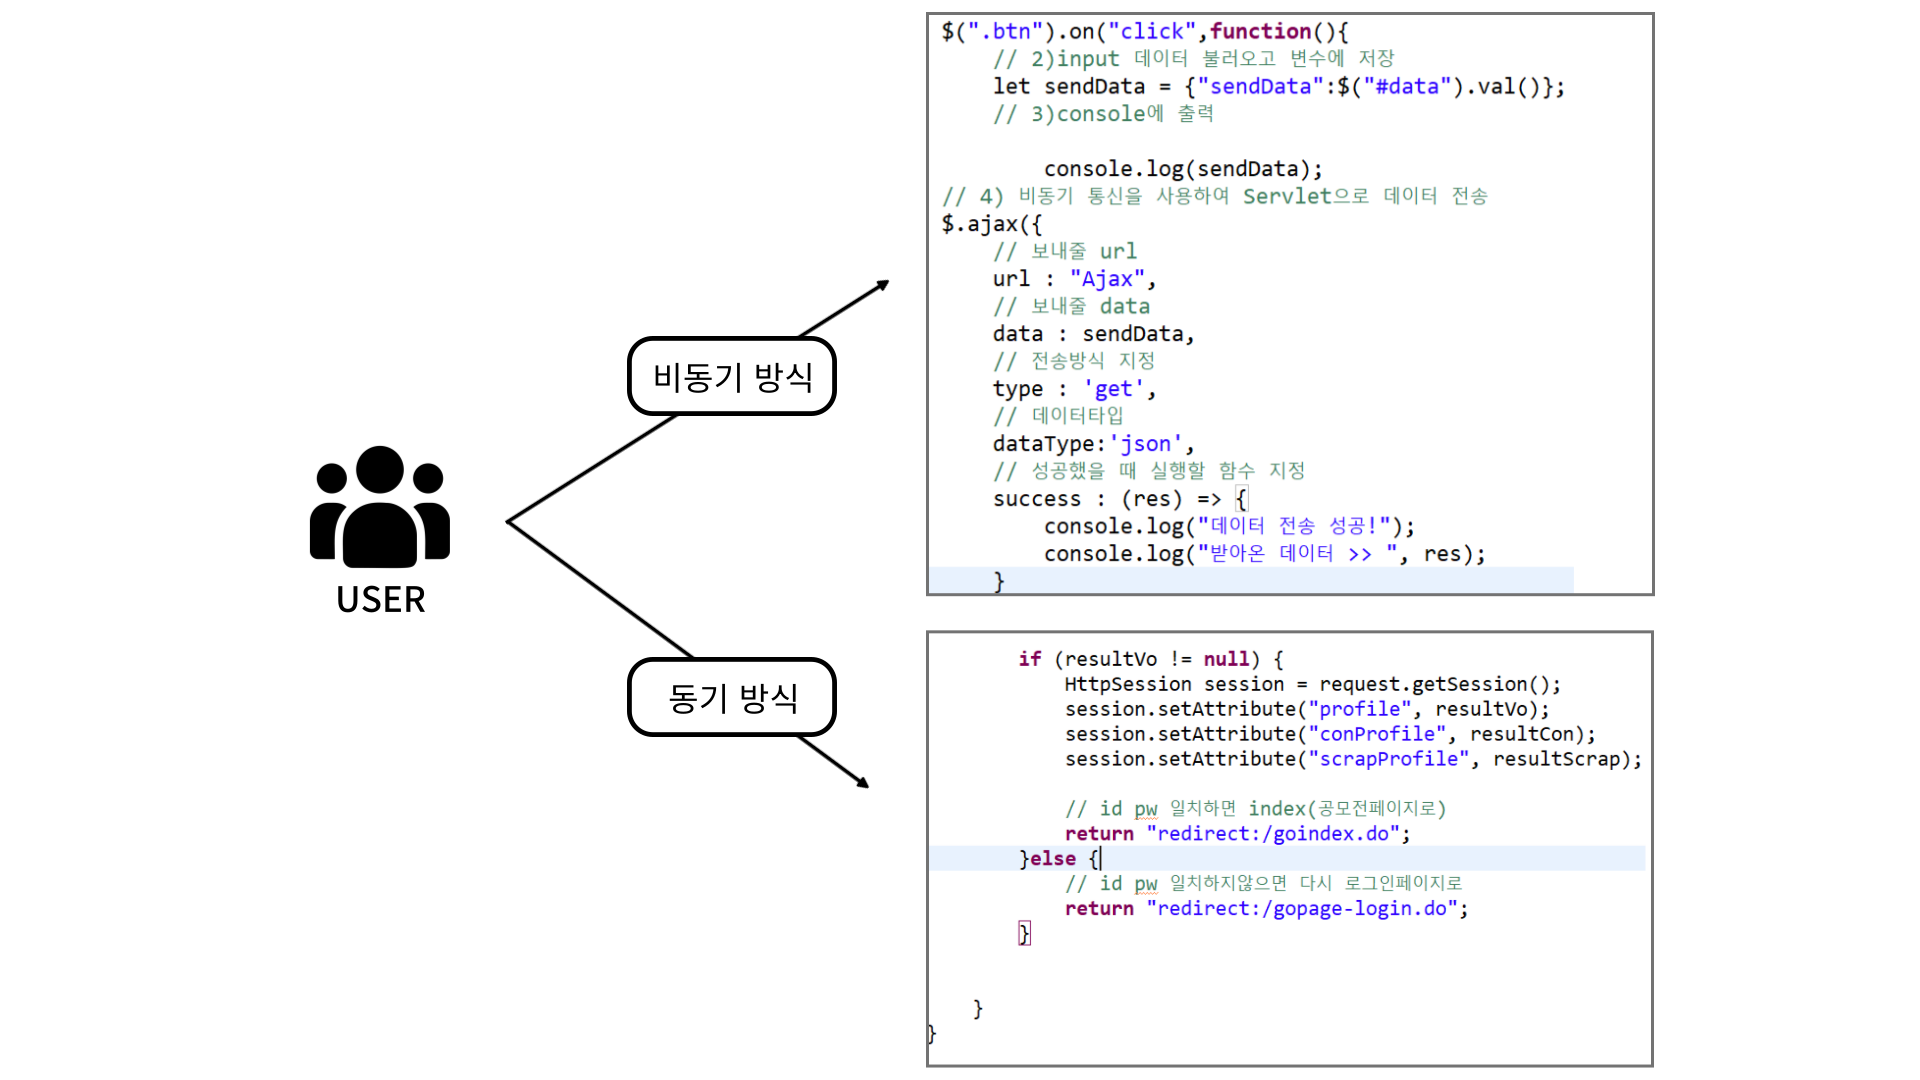 USER
비동기 방식
동기 방식
$(".btn").on("click",function(){
    // 2)input 데이터 불러오고 변수에 저장
    let sendData = {"sendData":$("#data").val()};
    // 3)console에 출력
        console.log(sendData);
// 4) 비동기 통신을 사용하여 Servlet으로 데이터 전송
$.ajax({
    // 보내줄 url
    url : "Ajax",
    // 보내줄 data
    data : sendData,
    // 전송방식 지정
    type : 'get',
    // 데이터타입
    dataType:'json',
    // 성공했을 때 실행할 함수 지정
    success : (res) => {
        console.log("데이터 전송 성공!");
        console.log("받아온 데이터 >> ", res);
    }
if (resultVo != null) {
    HttpSession session = request.getSession();
    session.setAttribute("profile", resultVo);
    session.setAttribute("conProfile", resultCon);
    session.setAttribute("scrapProfile", resultScrap);
    // id pw 일치하면 index(공모전페이지로)
    return "redirect:/goindex.do";
}else {
    // id pw 일치하지않으면 다시 로그인페이지로
    return "redirect:/gopage-login.do";
}
}
}